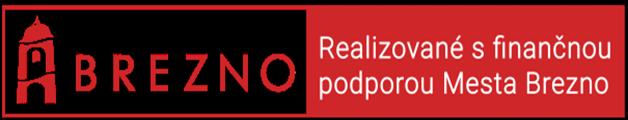 BREZNO
Realizované s finančnou
podporou Mesta Brezno